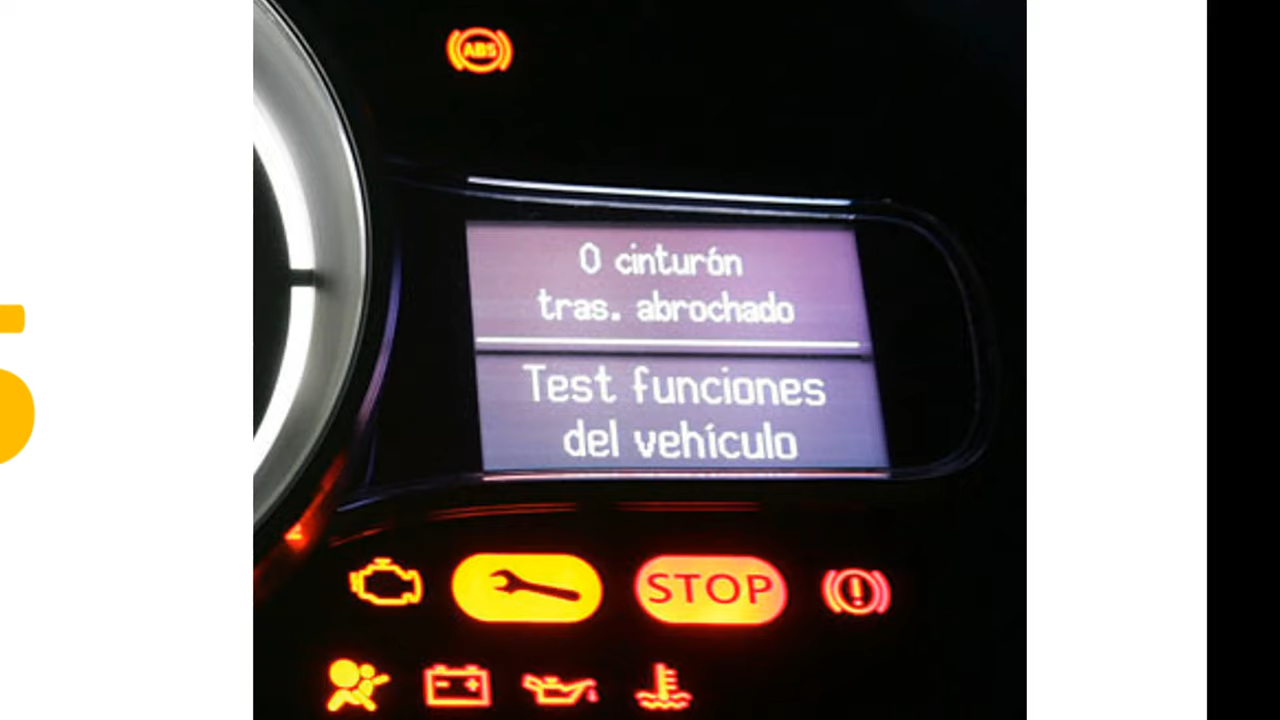 ABS
0 cinturón
tras. abrochado
Test funciones
del vehículo
STOP